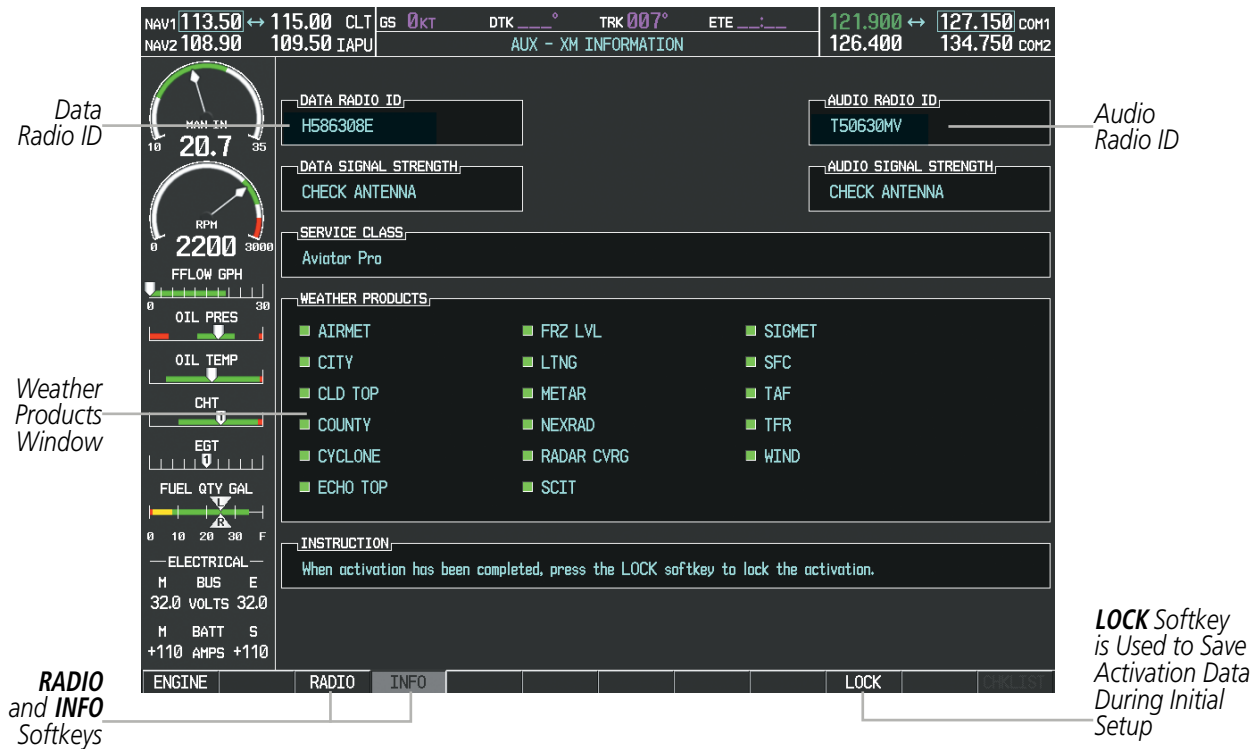 NAV1 113.50 ↔ 115.00 CLT GS 0KT DTK ___° TRK 007° ETE __:__ 121.900 ↔ 127.150 COM1
NAV2 108.90 109.50 IAPU AUX - XM INFORMATION 126.400 134.750 COM2
Data
Radio ID
MAN IN
10 20.7 35
RPM
0 2200 3000
FFLOW GPH
0 30
OIL PRES
OIL TEMP
CHT
1
EGT
1
FUEL QTY GAL
L
R
0 10 20 30 F
ELECTRICAL
M BUS E
32.0 VOLTS 32.0
M BATT S
+110 AMPS +110
DATA RADIO ID
H586308E
AUDIO RADIO ID
T50630MV
Audio
Radio ID
DATA SIGNAL STRENGTH
CHECK ANTENNA
AUDIO SIGNAL STRENGTH
CHECK ANTENNA
SERVICE CLASS
Aviator Pro
Weather
Products
Window
WEATHER PRODUCTS
AIRMET FRZ LVL SIGMET
CITY LTNG SFC
CLD TOP METAR TAF
COUNTY NEXRAD TFR
CYCLONE RADAR CVRG WIND
ECHO TOP SCIT
INSTRUCTION
When activation has been completed, press the LOCK softkey to lock the activation.
ENGINE RADIO INFO LOCK CHKLIST
RADIO
and INFO
Softkeys
LOCK Softkey
is Used to Save
Activation Data
During Initial
Setup